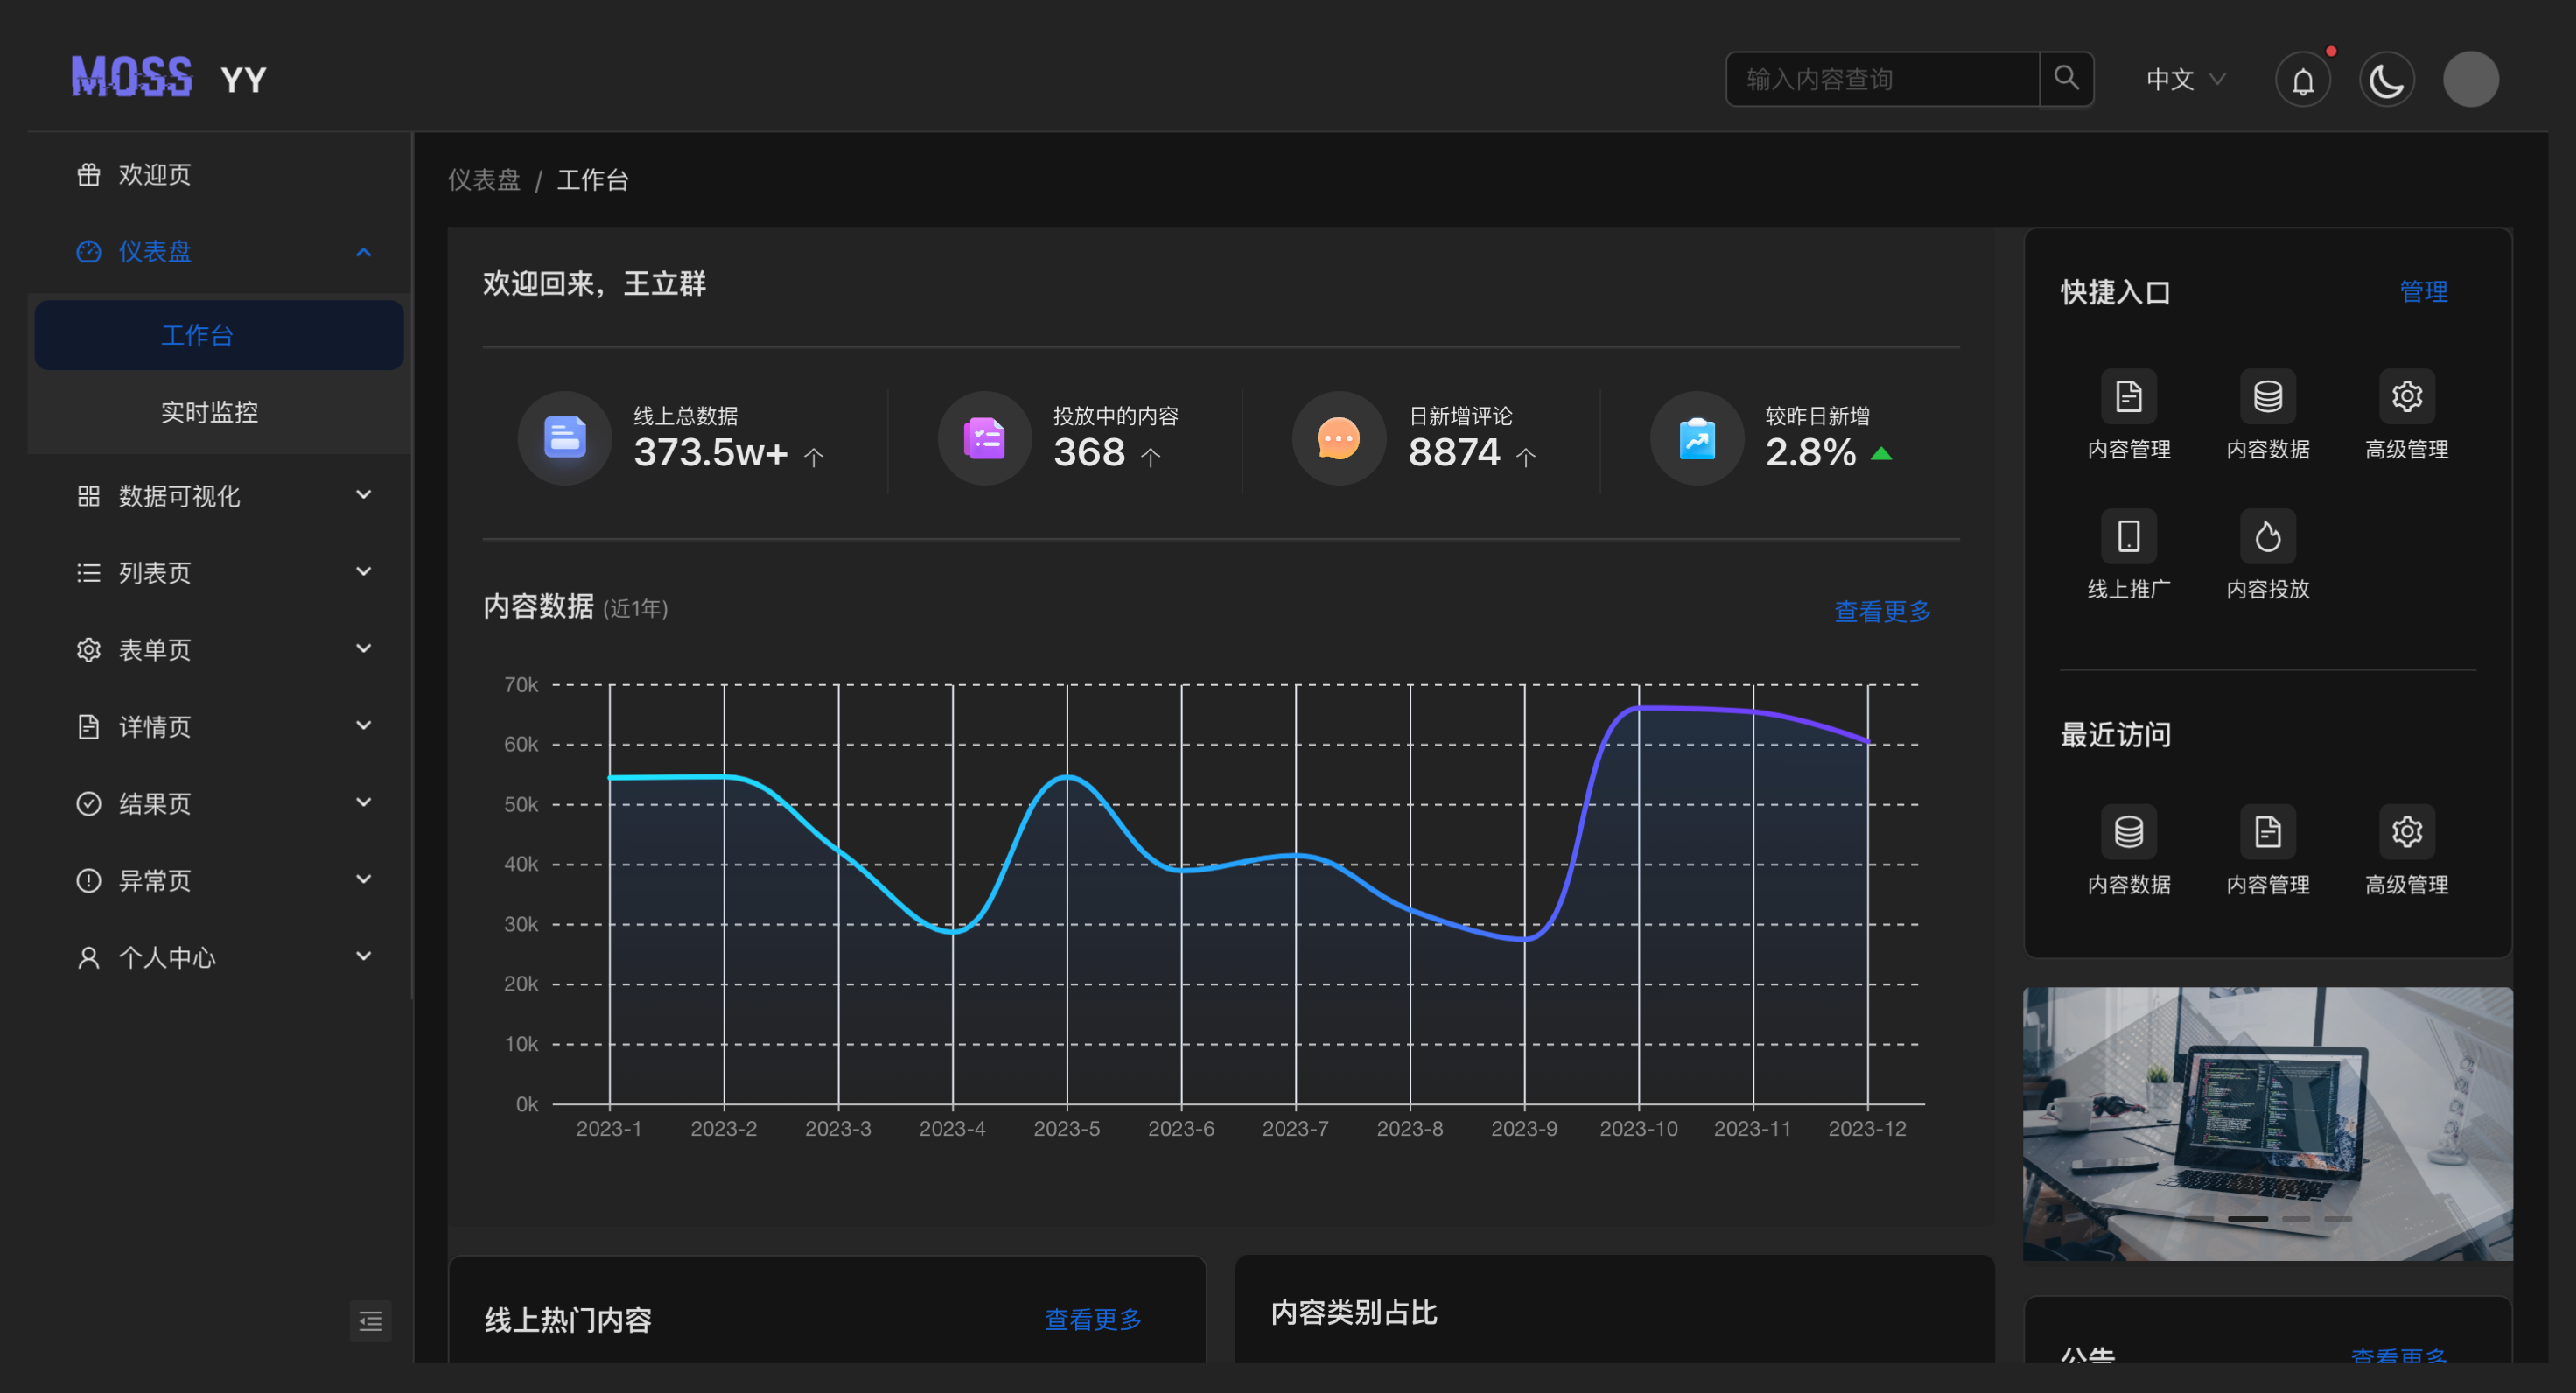 MOSS YY
输入内容查询
中文
欢迎页
仪表盘
工作台
实时监控
数据可视化
列表页
表单页
详情页
结果页
异常页
个人中心
仪表盘 / 工作台
欢迎回来，王立群
线上总数据
373.5w+ 个
投放中的内容
368 个
日新增评论
8874 个
较昨日新增
2.8%
内容数据 (近1年)
查看更多
70k
60k
50k
40k
30k
20k
10k
0k
2023-1 2023-2 2023-3 2023-4 2023-5 2023-6 2023-7 2023-8 2023-9 2023-10 2023-11 2023-12
线上热门内容
查看更多
内容类别占比
快捷入口
管理
内容管理 内容数据 高级管理
线上推广 内容投放
最近访问
内容数据 内容管理 高级管理
公告
查看更多